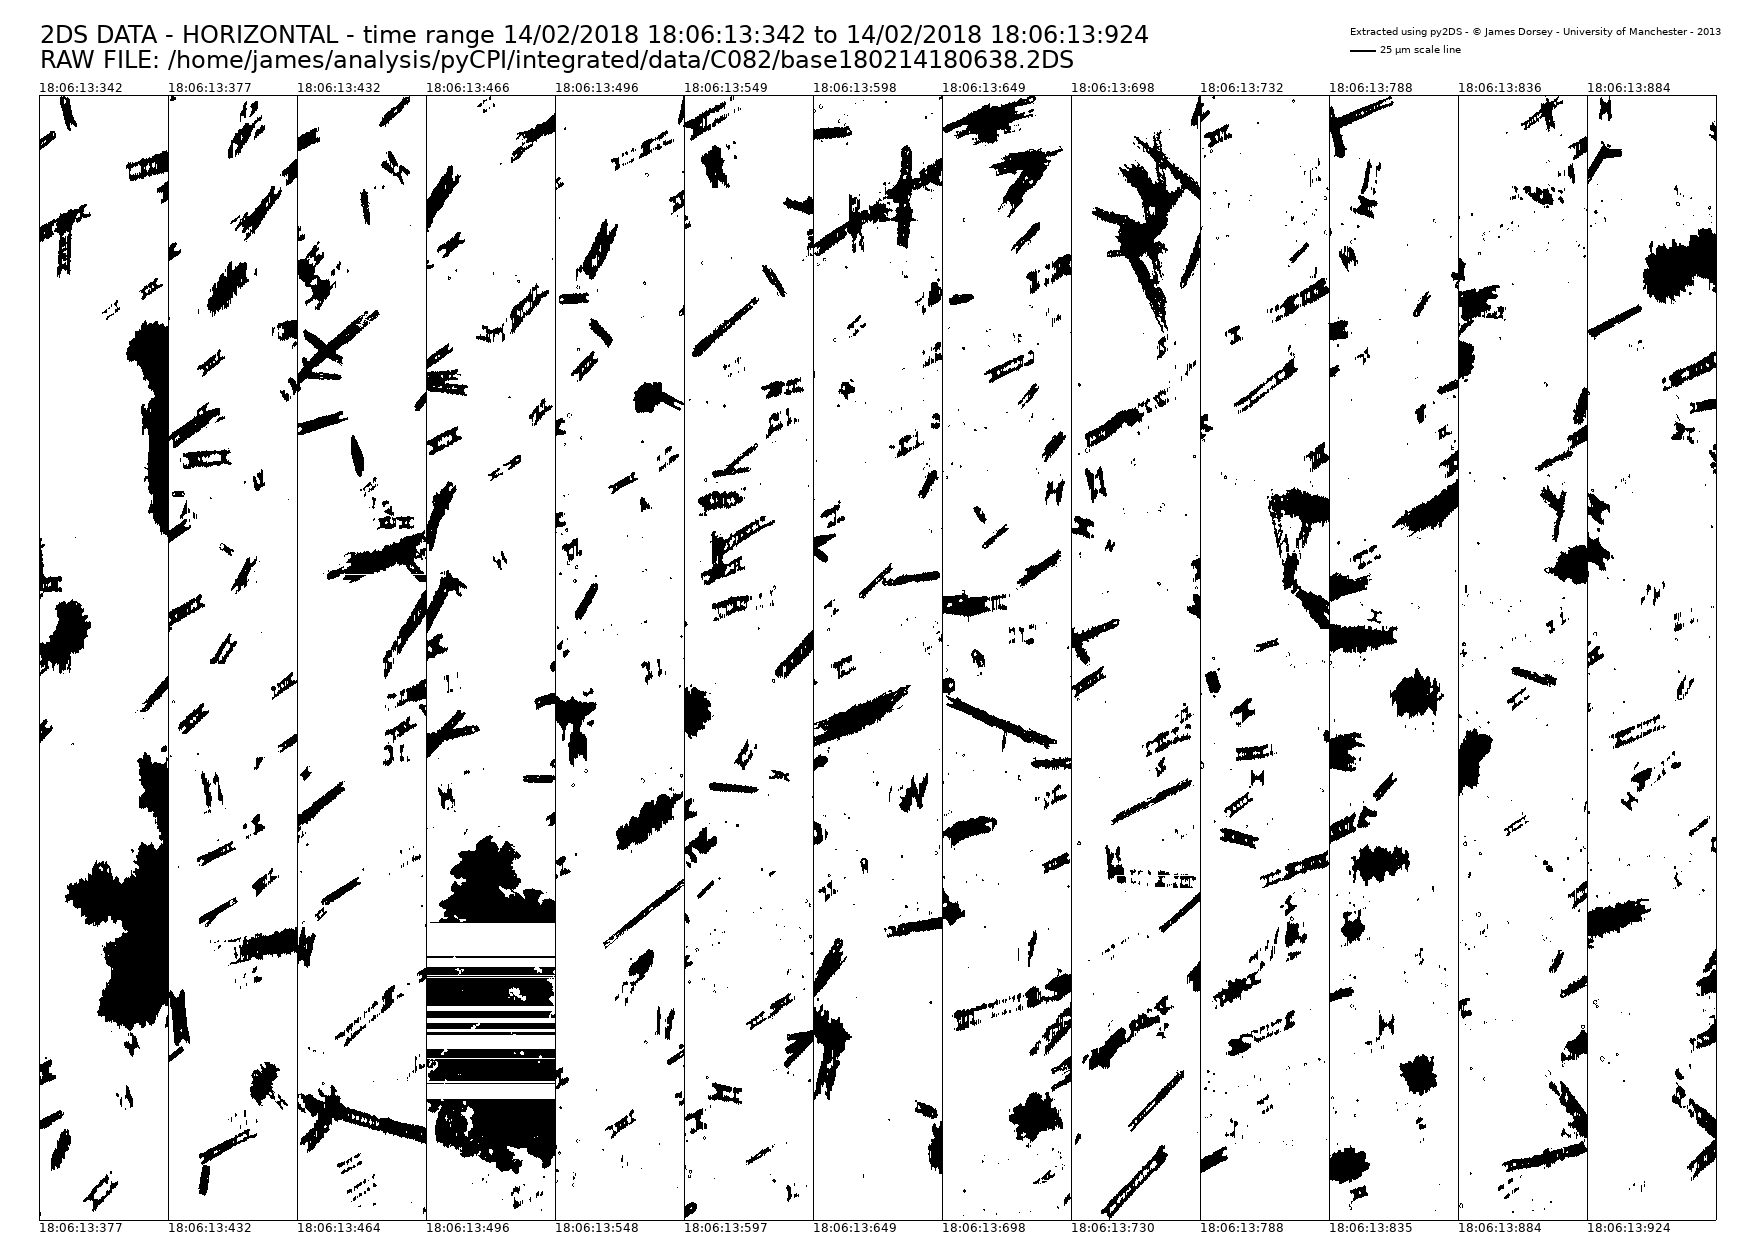 2DS DATA - HORIZONTAL - time range 14/02/2018 18:06:13:342 to 14/02/2018 18:06:13:924
RAW FILE: /home/james/analysis/pyCPI/integrated/data/C082/base180214180638.2DS
Extracted using py2DS - © James Dorsey - University of Manchester - 2013
25 µm scale line
18:06:13:342 18:06:13:377 18:06:13:432 18:06:13:466 18:06:13:496 18:06:13:549 18:06:13:598 18:06:13:649 18:06:13:698 18:06:13:732 18:06:13:788 18:06:13:836 18:06:13:884
18:06:13:377 18:06:13:432 18:06:13:464 18:06:13:496 18:06:13:548 18:06:13:597 18:06:13:649 18:06:13:698 18:06:13:730 18:06:13:788 18:06:13:835 18:06:13:884 18:06:13:924